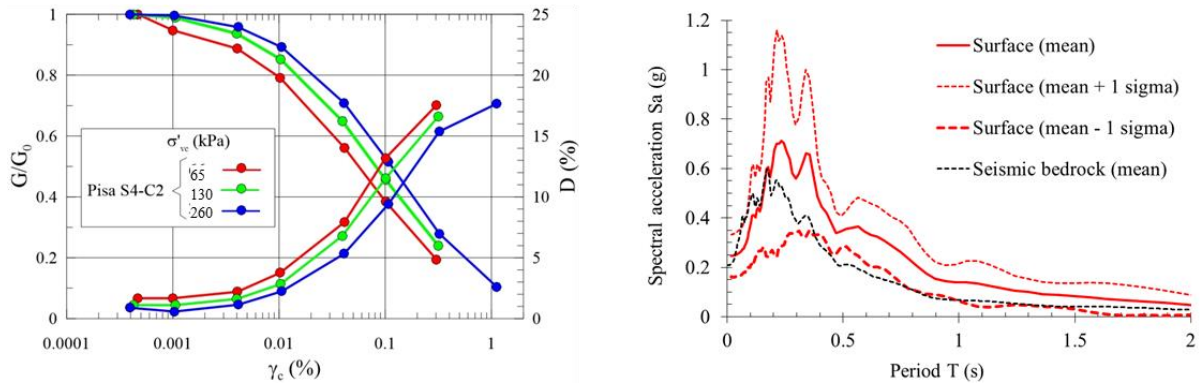 1
0.8
0.6
0.4
0.2
0
G/G0
25
20
15
10
5
0
D (%)
σ'vc (kPa)
Pisa S4-C2
65
130
260
0.0001
0.001
0.01
0.1
1
γc (%)
1.2
1
0.8
0.6
0.4
0.2
0
Spectral acceleration Sa (g)
Surface (mean)
Surface (mean + 1 sigma)
Surface (mean - 1 sigma)
Seismic bedrock (mean)
0
0.5
1
1.5
2
Period T (s)